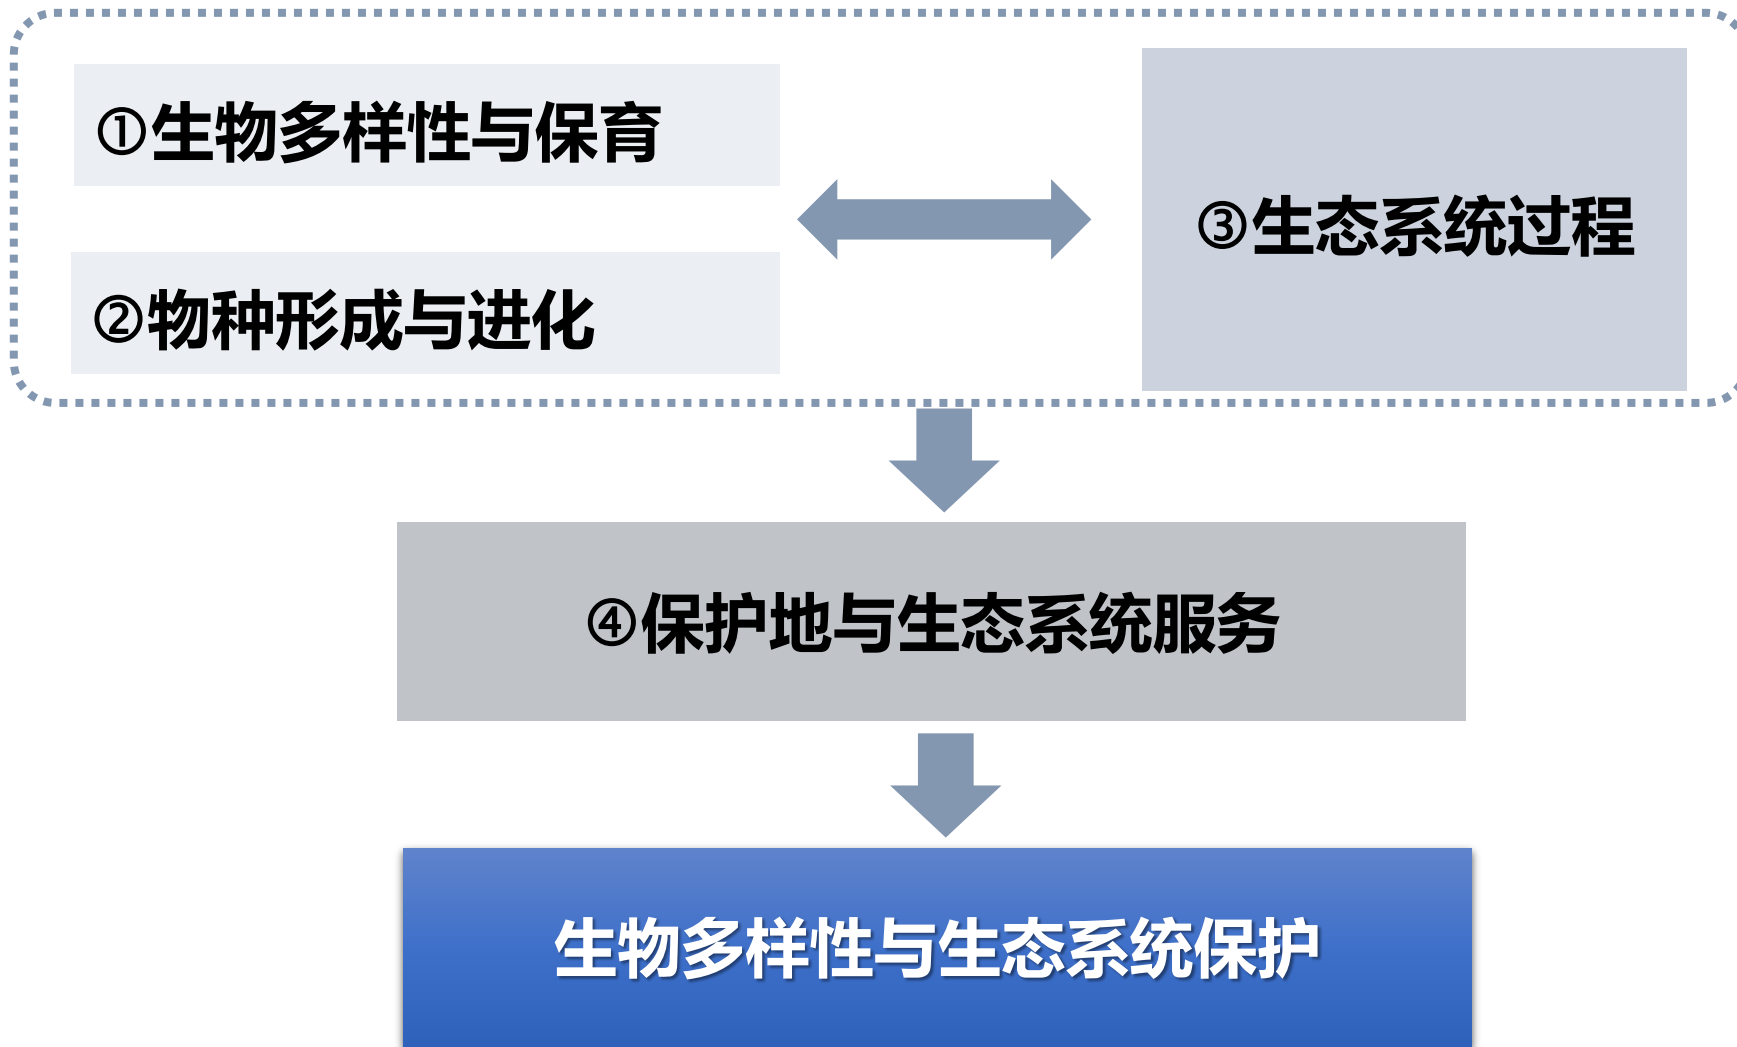 ①生物多样性与保育
②物种形成与进化
③生态系统过程
④保护地与生态系统服务
生物多样性与生态系统保护